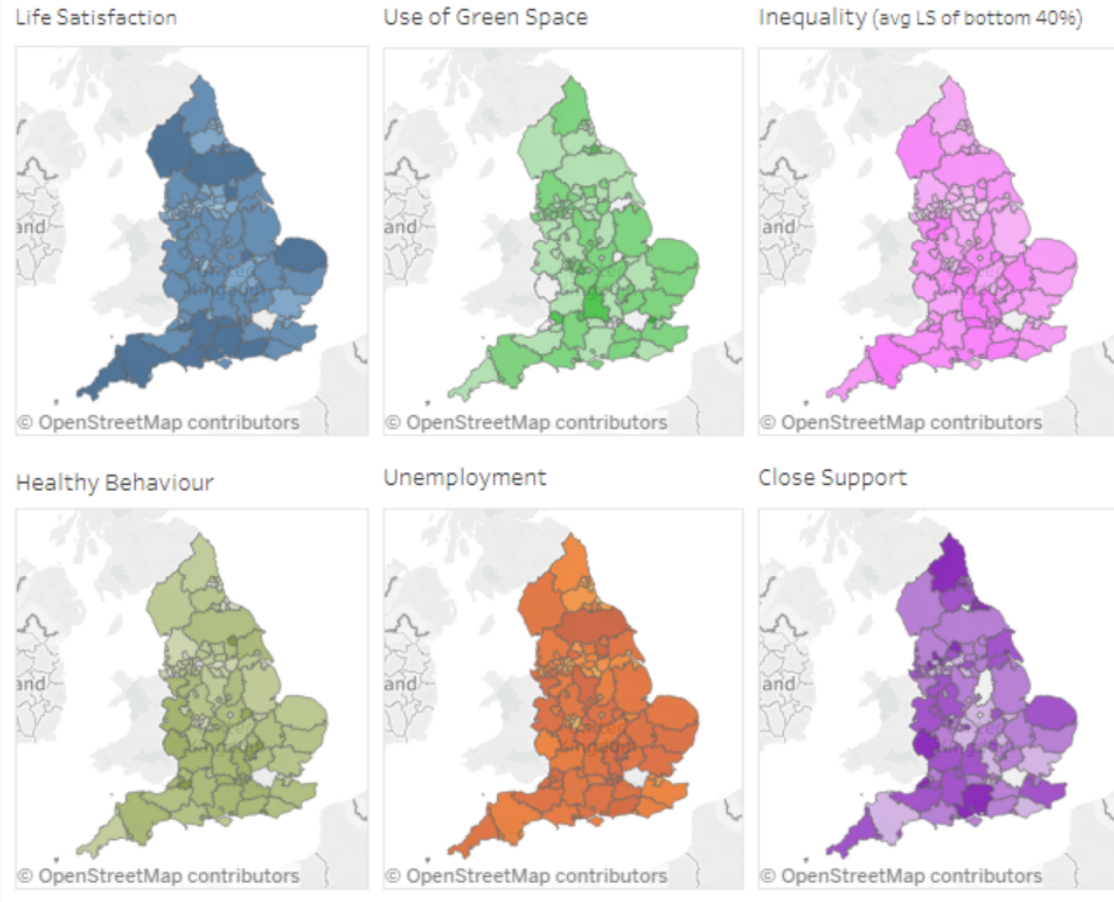 Life Satisfaction
Use of Green Space
Inequality (avg LS of bottom 40%)
and
and
and
© OpenStreetMap contributors
© OpenStreetMap contributors
© OpenStreetMap contributors
Healthy Behaviour
Unemployment
Close Support
and
and
and
© OpenStreetMap contributors
© OpenStreetMap contributors
© OpenStreetMap contributors